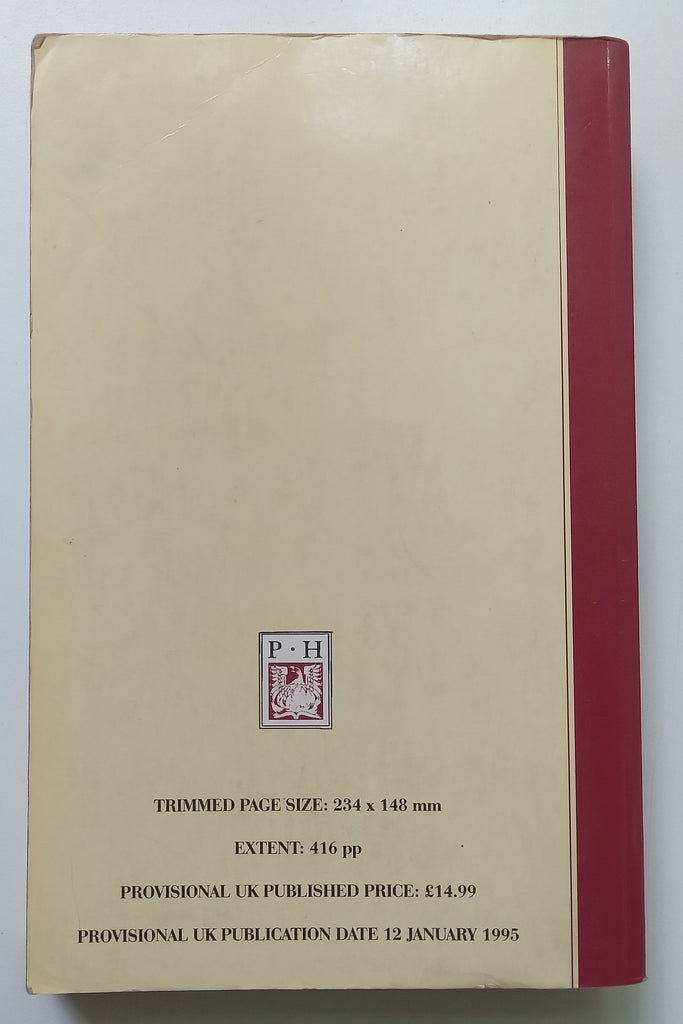 P · H
TRIMMED PAGE SIZE: 234 x 148 mm
EXTENT: 416 pp
PROVISIONAL UK PUBLISHED PRICE: £14.99
PROVISIONAL UK PUBLICATION DATE 12 JANUARY 1995